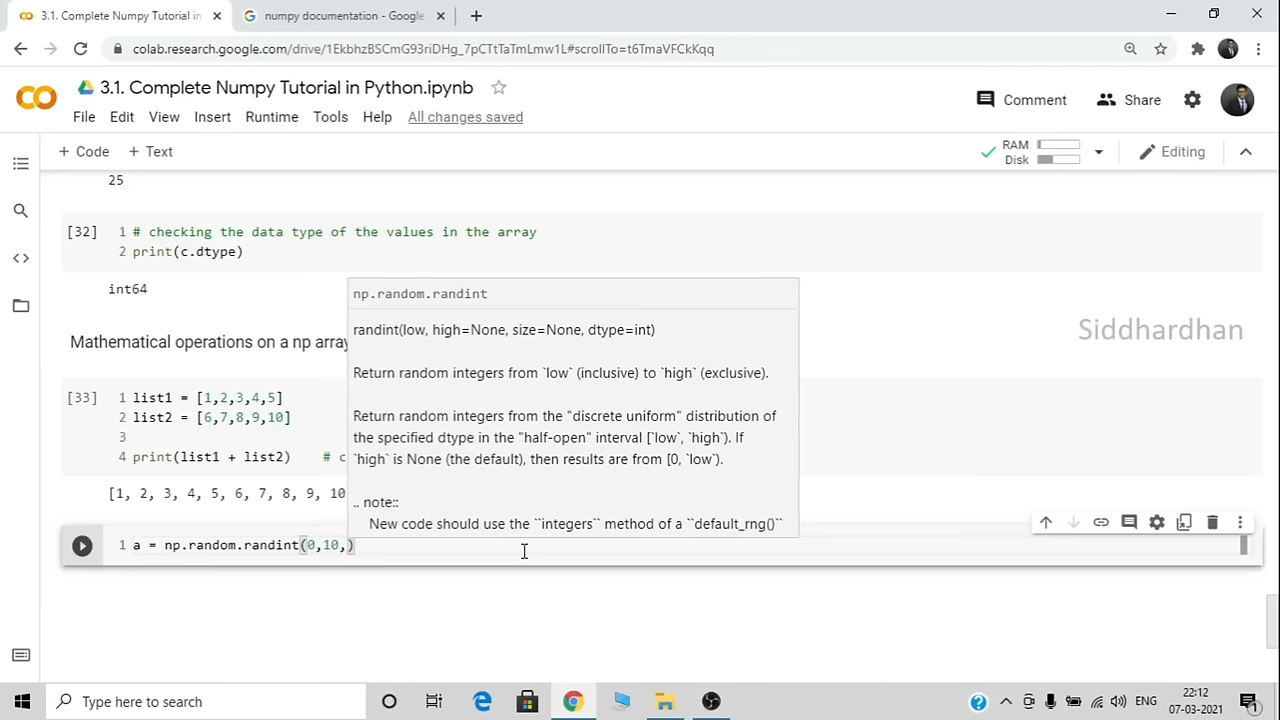 3.1. Complete Numpy Tutorial in
numpy documentation - Google
colab.research.google.com/drive/1EkbhzBSCmG93riDHg_7pCTtTaTmLmw1L#scrollTo=t6TmaVFCkKqq
3.1. Complete Numpy Tutorial in Python.ipynb
Comment
Share
File Edit View Insert Runtime Tools Help All changes saved
+ Code + Text
RAM
Disk
Editing
25
[32] 1 # checking the data type of the values in the array
2 print(c.dtype)
int64
np.random.randint
randint(low, high=None, size=None, dtype=int)
Siddhardhan
Mathematical operations on a np array
Return random integers from `low` (inclusive) to `high` (exclusive).
[33] 1 list1 = [1,2,3,4,5]
2 list2 = [6,7,8,9,10]
3
4 print(list1 + list2) # c
Return random integers from the "discrete uniform" distribution of
the specified dtype in the "half-open" interval [`low`, `high`). If
`high` is None (the default), then results are from [0, `low`).
[1, 2, 3, 4, 5, 6, 7, 8, 9, 10
.. note::
New code should use the ``integers`` method of a ``default_rng()``
1 a = np.random.randint(0,10,)
Type here to search
ENG
22:12
07-03-2021
1